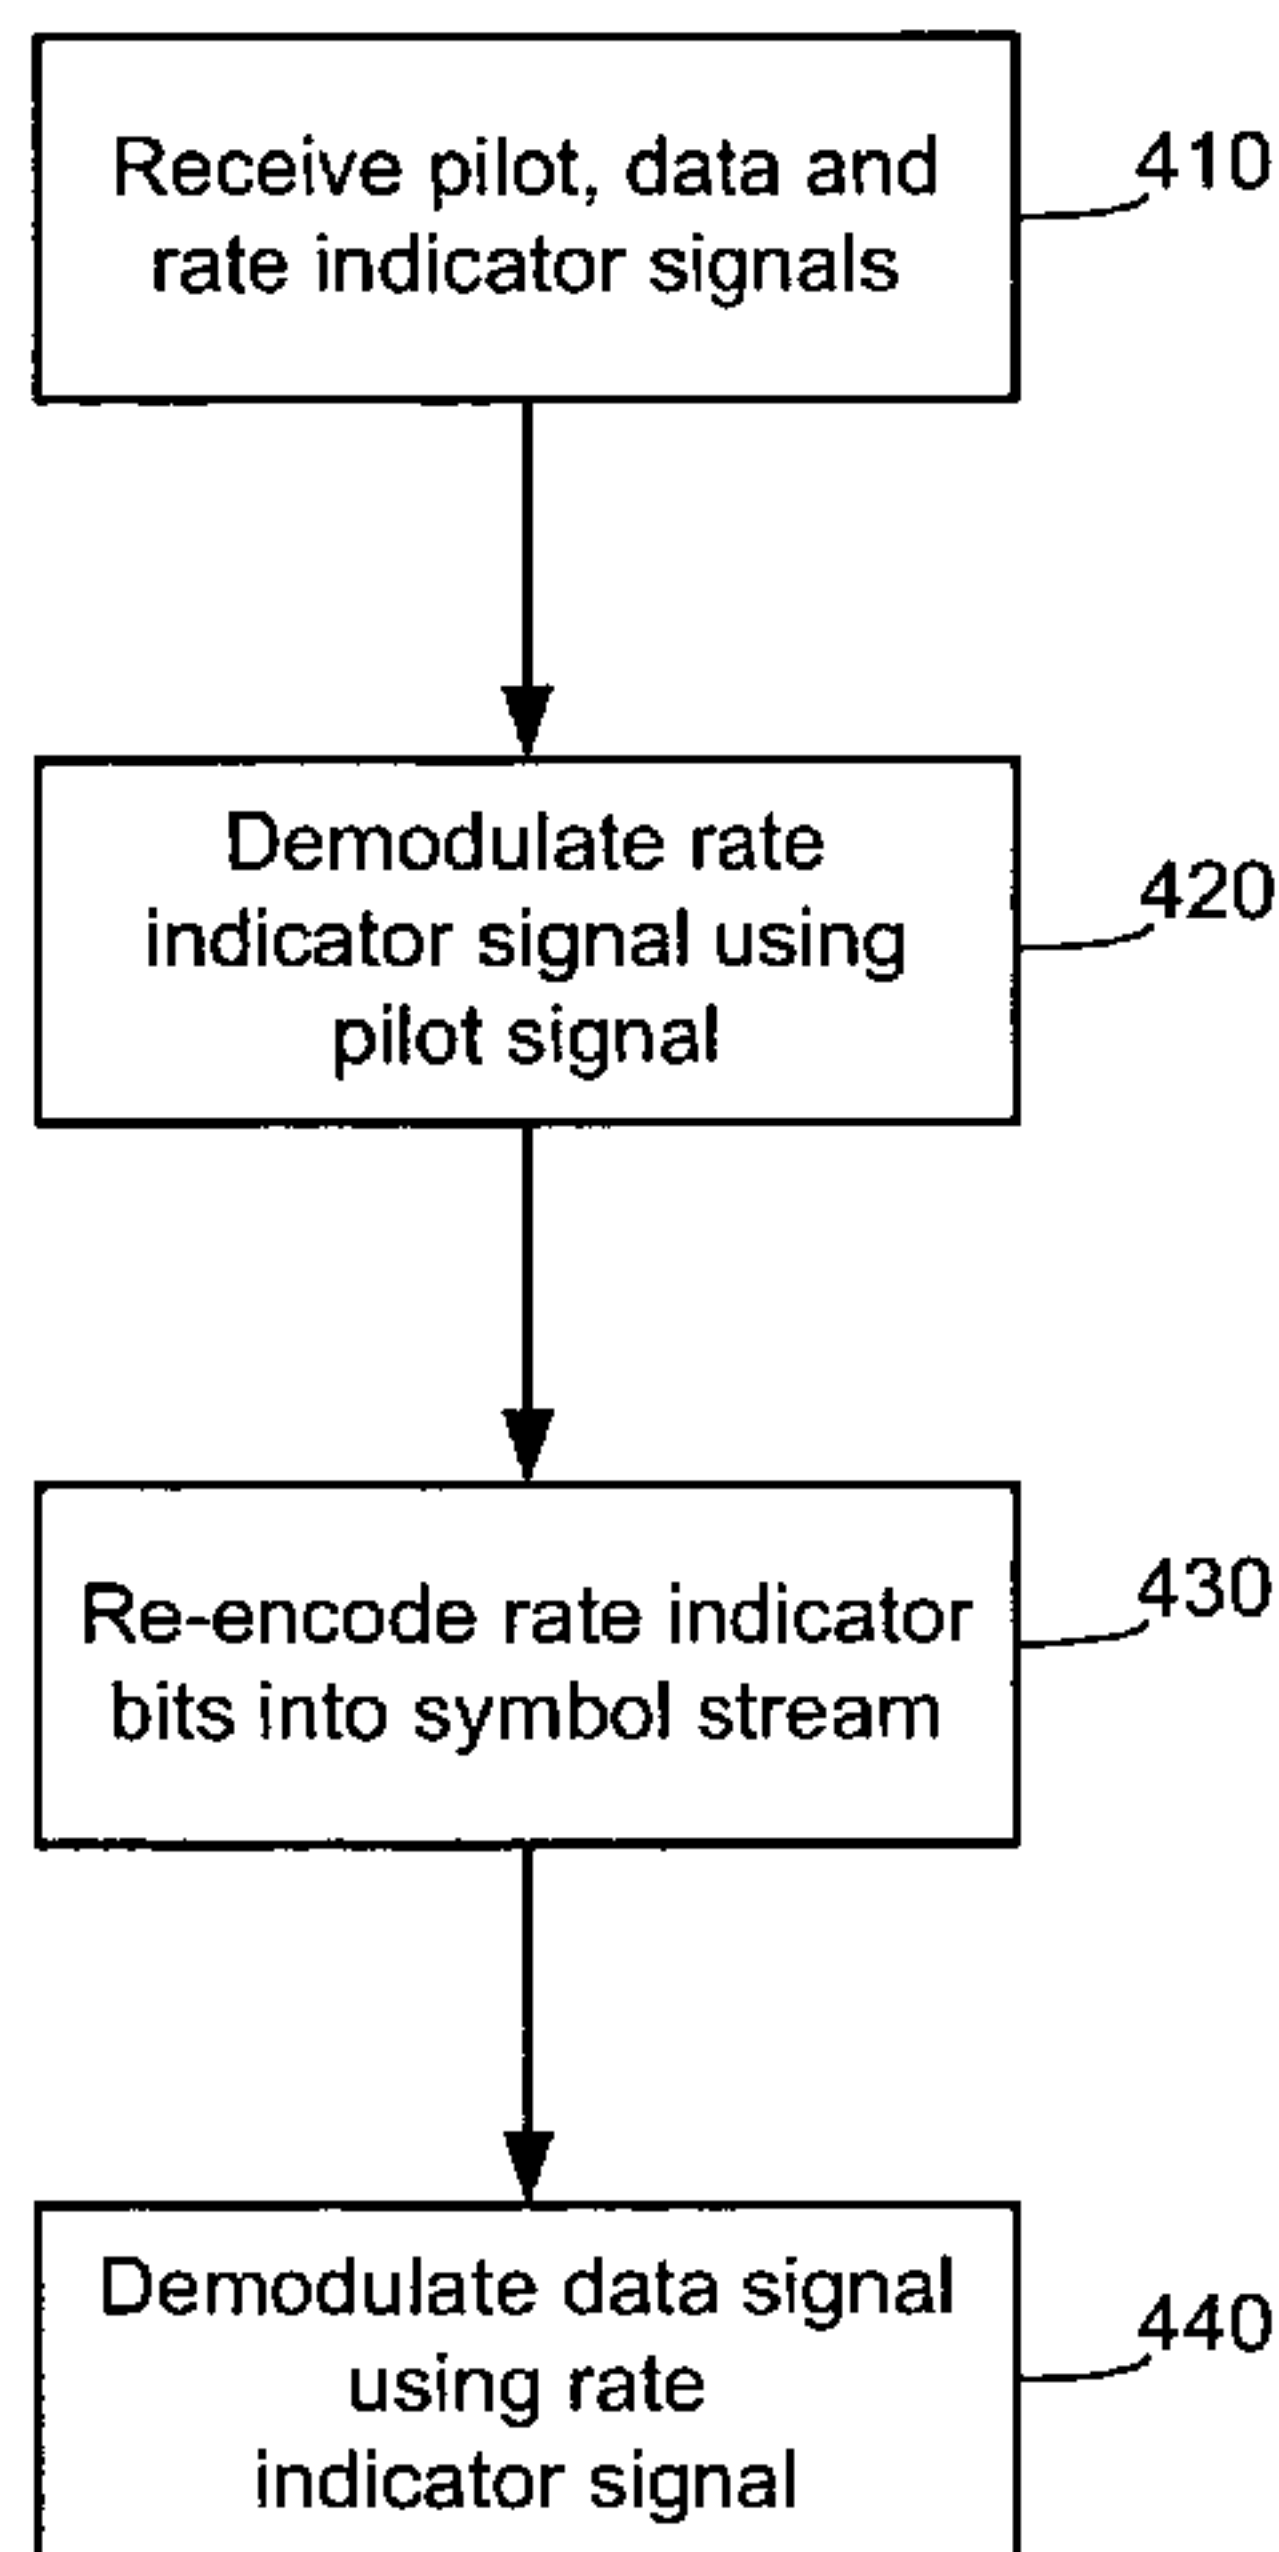 Receive pilot, data and
rate indicator signals
410
Demodulate rate
indicator signal using
pilot signal
420
Re-encode rate indicator
bits into symbol stream
430
Demodulate data signal
using rate
indicator signal
440